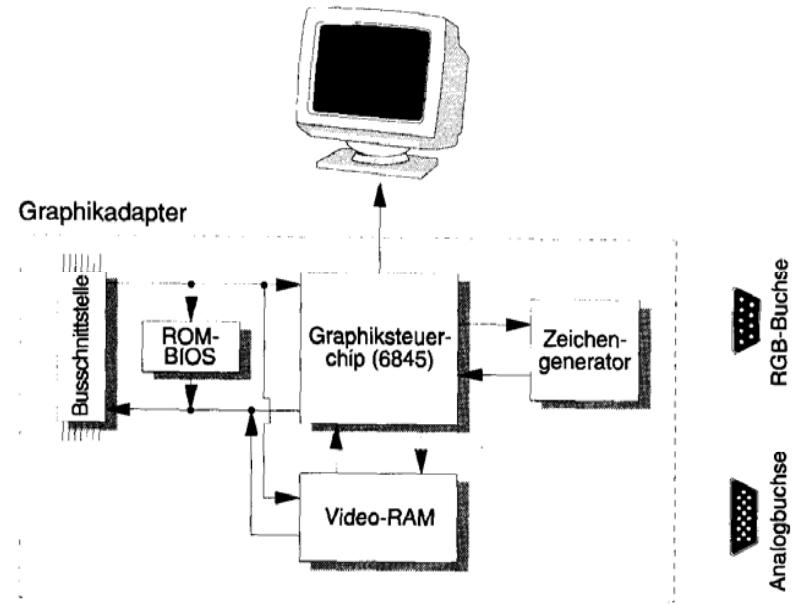 Graphikadapter
Busschnittstelle
ROM-
BIOS
Graphiksteuer-
chip (6845)
Zeichen-
generator
Video-RAM
RGB-Buchse
Analogbuchse